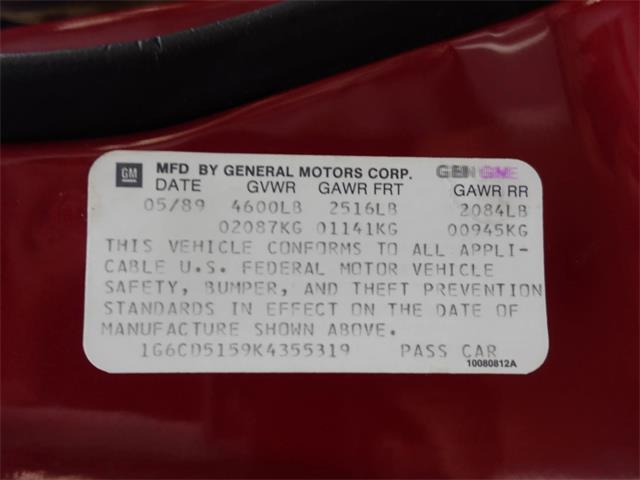 GM MFD BY GENERAL MOTORS CORP.
DATE GVWR GAWR FRT GAWR RR
05/89 4600LB 2516LB 2084LB
02087KG 01141KG 00945KG
THIS VEHICLE CONFORMS TO ALL APPLI-
CABLE U.S. FEDERAL MOTOR VEHICLE
SAFETY, BUMPER, AND THEFT PREVENTION
STANDARDS IN EFFECT ON THE DATE OF
MANUFACTURE SHOWN ABOVE.
1G6CD5159K4355319 PASS CAR
10080812A